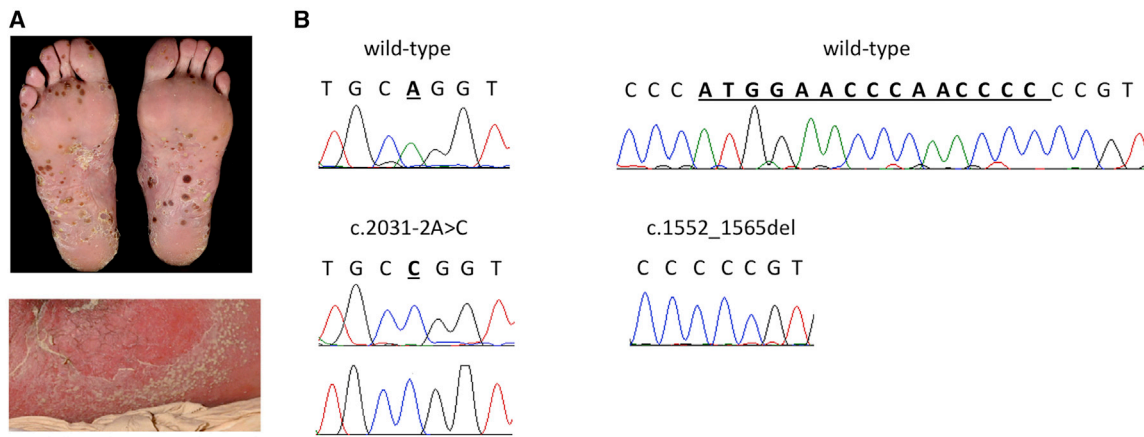 A
B
wild-type
T G C A G G T
wild-type
C C C A T G G A A C C C A A C C C C C C G T
c.2031-2A>C
T G C C G G T
c.1552_1565del
C C C C C G T